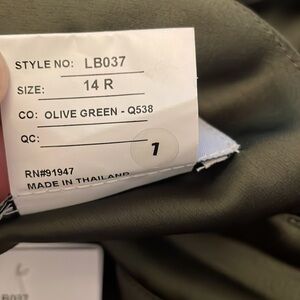 STYLE NO: LB037
SIZE: 14 R
CO: OLIVE GREEN - Q538
QC: 7
RN#91947
MADE IN THAILAND